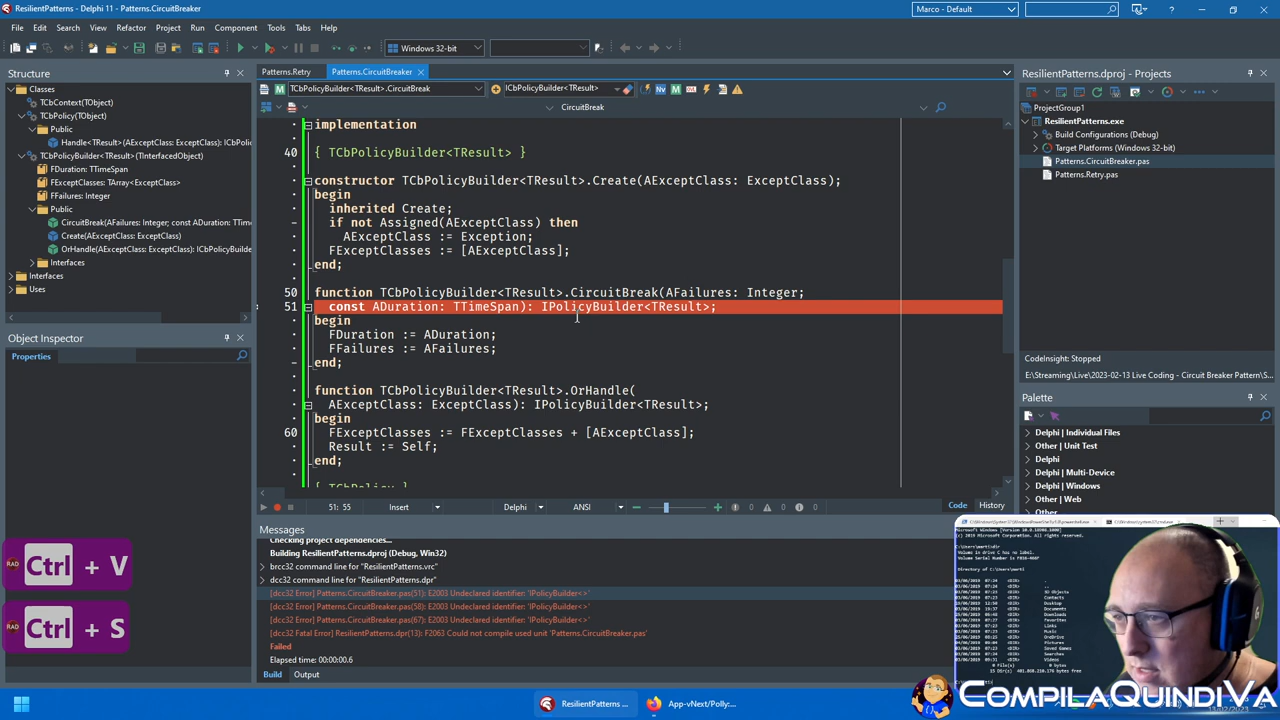 ResilientPatterns - Delphi 11 - Patterns.CircuitBreaker
Marco - Default
File Edit Search View Refactor Project Run Component Tools Tabs Help
Windows 32-bit
Structure
Classes
TCbContext(TObject)
TCbPolicy(TObject)
Public
Handle<TResult>(AExceptClass: ExceptClass): ICbPolic
TCbPolicyBuilder<TResult>(TInterfacedObject)
FDuration: TTimeSpan
FExceptClasses: TArray<ExceptClass>
FFailures: Integer
Public
CircuitBreak(AFailures: Integer; const ADuration: TTime
Create(AExceptClass: ExceptClass)
OrHandle(AExceptClass: ExceptClass): ICbPolicyBuilde
Interfaces
Interfaces
Uses
Object Inspector
Properties
Patterns.Retry Patterns.CircuitBreaker
TCbPolicyBuilder<TResult>.CircuitBreak ICbPolicyBuilder<TResult>
CircuitBreak
implementation
40 { TCbPolicyBuilder<TResult> }
constructor TCbPolicyBuilder<TResult>.Create(AExceptClass: ExceptClass);
begin
inherited Create;
if not Assigned(AExceptClass) then
AExceptClass := Exception;
FExceptClasses := [AExceptClass];
end;
50 function TCbPolicyBuilder<TResult>.CircuitBreak(AFailures: Integer;
51 const ADuration: TTimeSpan): IPolicyBuilder<TResult>;
begin
FDuration := ADuration;
FFailures := AFailures;
end;
function TCbPolicyBuilder<TResult>.OrHandle(
AExceptClass: ExceptClass): IPolicyBuilder<TResult>;
begin
60 FExceptClasses := FExceptClasses + [AExceptClass];
Result := Self;
end;
{ TCbPolicy }
51: 55 Insert Delphi ANSI 0 0 0 Code History
Messages
Checking project dependencies...
Building ResilientPatterns.dproj (Debug, Win32)
dcc32 command line for "ResilientPatterns.vrc"
dcc32 command line for "ResilientPatterns.dpr"
[dcc32 Error] Patterns.CircuitBreaker.pas(51): E2003 Undeclared identifier: 'IPolicyBuilder<>'
[dcc32 Error] Patterns.CircuitBreaker.pas(58): E2003 Undeclared identifier: 'IPolicyBuilder<>'
[dcc32 Error] Patterns.CircuitBreaker.pas(67): E2003 Undeclared identifier: 'IPolicyBuilder<>'
[dcc32 Fatal Error] ResilientPatterns.dpr(13): F2063 Could not compile used unit 'Patterns.CircuitBreaker.pas'
Failed
Elapsed time: 00:00:00.6
Build Output
RAD Ctrl + V
RAD Ctrl + S
ResilientPatterns.dproj - Projects
ProjectGroup1
ResilientPatterns.exe
Build Configurations (Debug)
Target Platforms (Windows 32-bit)
Patterns.CircuitBreaker.pas
Patterns.Retry.pas
CodeInsight: Stopped
E:\Streaming\Live\2023-02-13 Live Coding - Circuit Breaker Pattern\S
Palette
Delphi | Individual Files
Other | Unit Test
Delphi
Delphi | Multi-Device
Delphi | Windows
Other | Web
Other
CompilaQuindiVa
ResilientPatterns ...
App-vNext/Polly:...